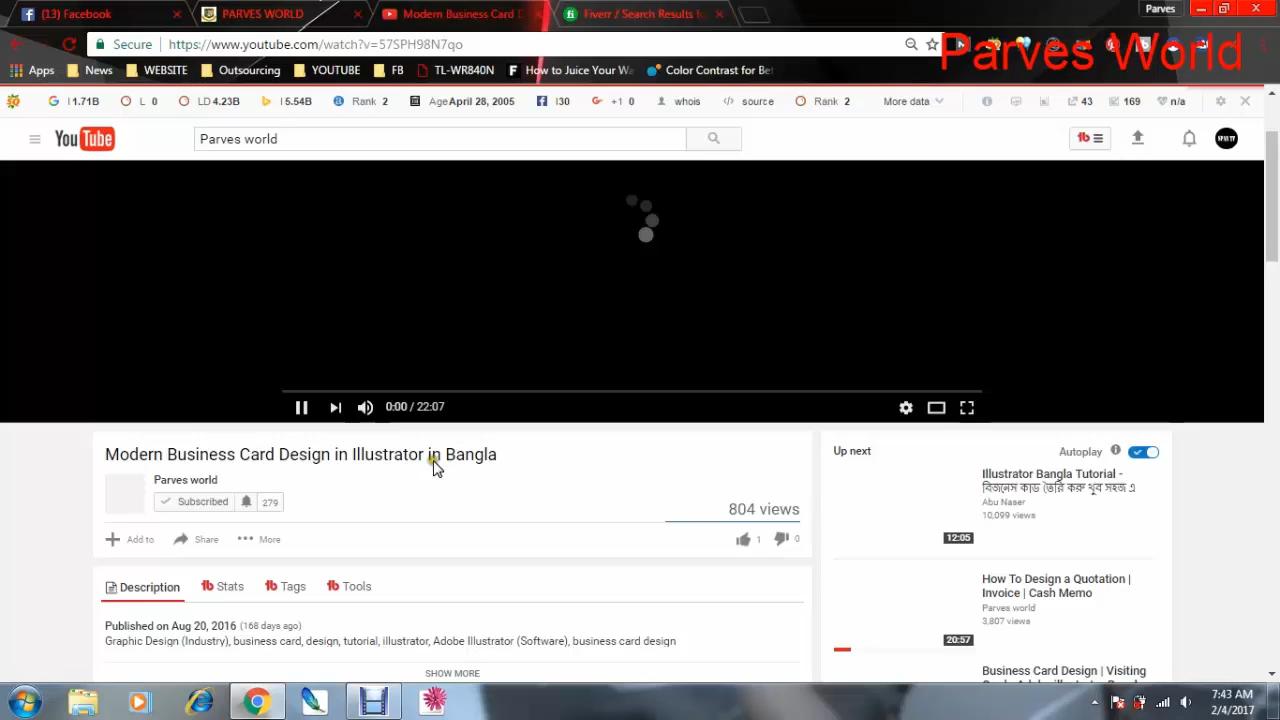 (13) Facebook
PARVES WORLD
Modern Business Card D
Fiverr / Search Results fo
Parves
Secure
https://www.youtube.com/watch?v=57SPH98N7qo
Parves World
Apps
News
WEBSITE
Outsourcing
YOUTUBE
FB
TL-WR840N
How to Juice Your Wa
Color Contrast for Bet
I 1.71B
L 0
LD 4.23B
I 5.54B
Rank 2
Age April 28, 2005
I 30
+1 0
whois
source
Rank 2
More data
43
169
n/a
YouTube
Parves world
0:00 / 22:07
Modern Business Card Design in Illustrator in Bangla
Parves world
Subscribed
279
804 views
Add to
Share
More
1
0
Description
Stats
Tags
Tools
Published on Aug 20, 2016 (168 days ago)
Graphic Design (Industry), business card, design, tutorial, illustrator, Adobe Illustrator (Software), business card design
SHOW MORE
Up next
Autoplay
Illustrator Bangla Tutorial -
বিজনেস কার্ড তৈরি করুন খুব সহজ এ
Abu Naser
10,099 views
12:05
How To Design a Quotation |
Invoice | Cash Memo
Parves world
3,807 views
20:57
Business Card Design | Visiting
7:43 AM
2/4/2017